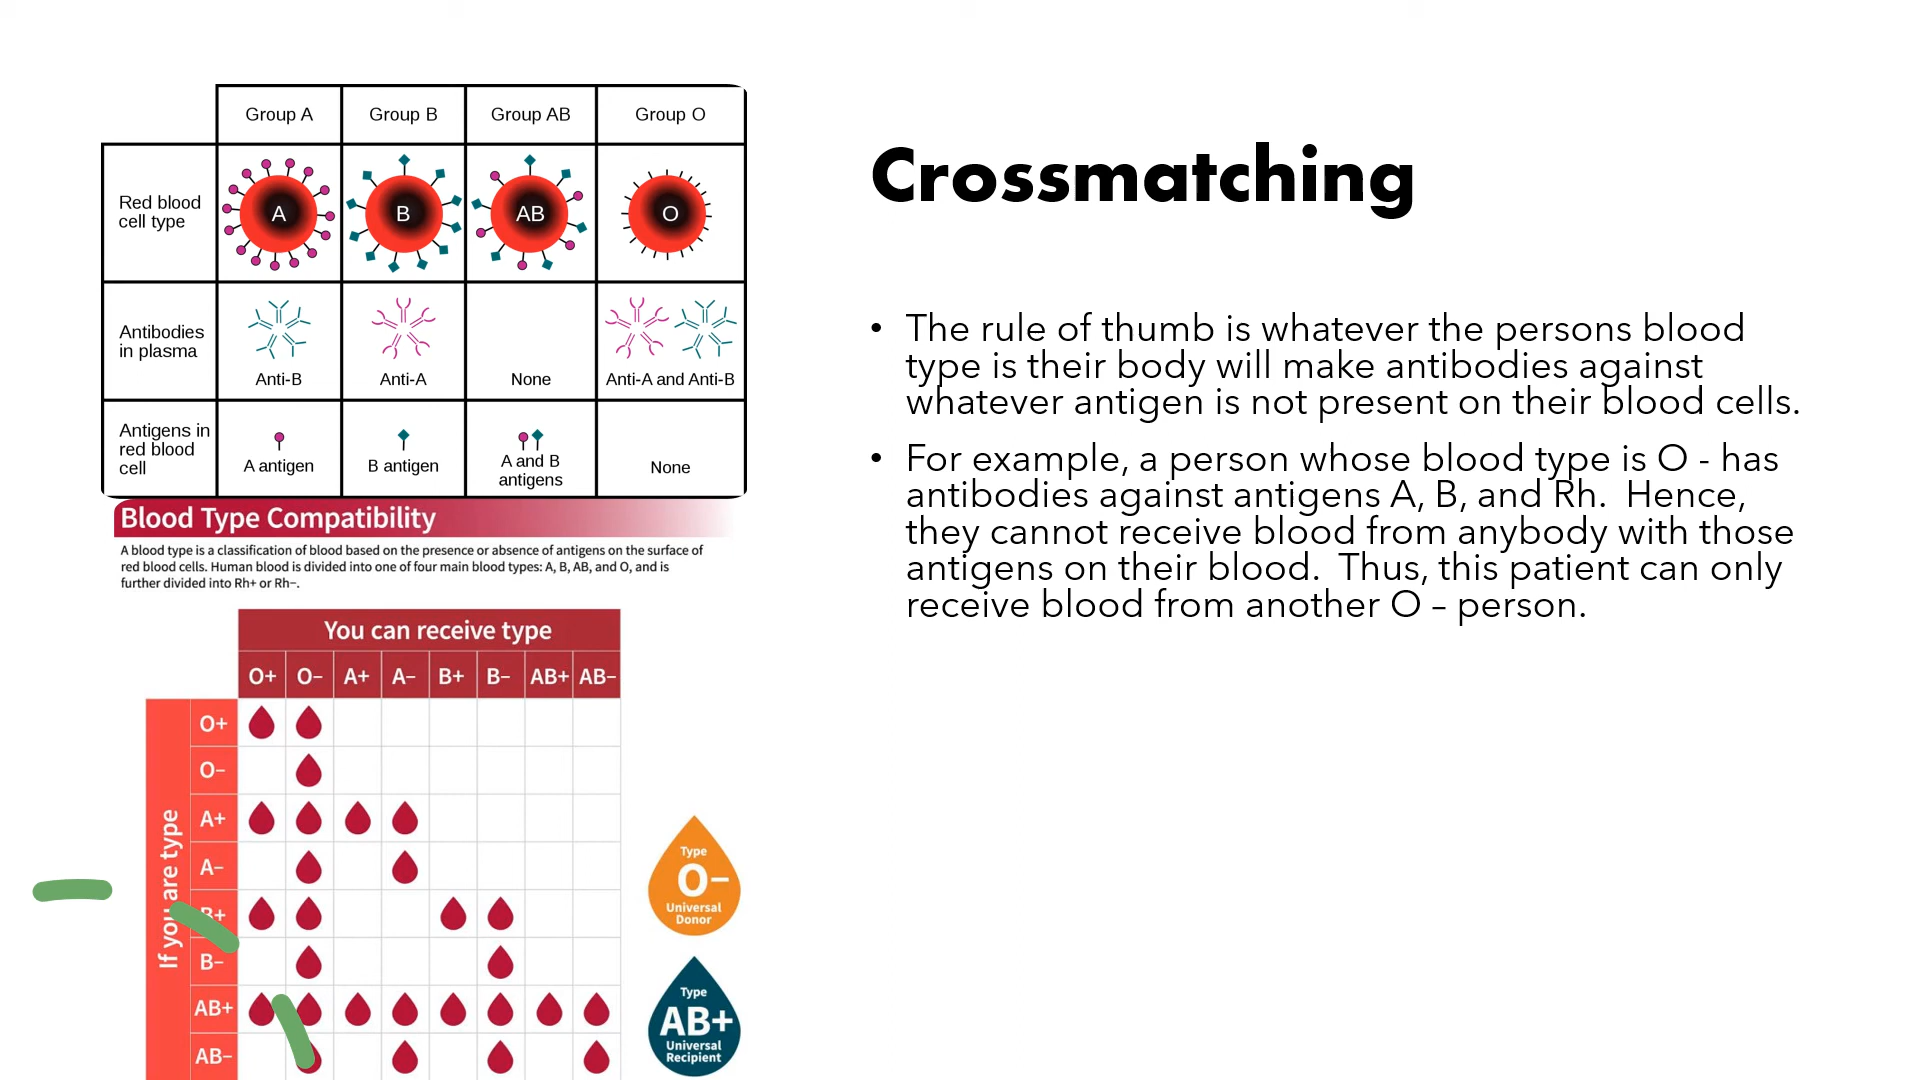 Group A Group B Group AB Group O
Red blood
cell type
A B AB O
Antibodies
in plasma
Anti-B Anti-A None Anti-A and Anti-B
Antigens in
red blood
cell
A antigen B antigen A and B
antigens None
Blood Type Compatibility
A blood type is a classification of blood based on the presence or absence of antigens on the surface of
red blood cells. Human blood is divided into one of four main blood types: A, B, AB, and O, and is
further divided into Rh+ or Rh−.
You can receive type
O+ O− A+ A− B+ B− AB+ AB−
If you are type
O+
O−
A+
A−
B+
B−
AB+
AB−
Type
O−
Universal
Donor
Type
AB+
Universal
Recipient
Crossmatching
• The rule of thumb is whatever the persons blood
type is their body will make antibodies against
whatever antigen is not present on their blood cells.
• For example, a person whose blood type is O - has
antibodies against antigens A, B, and Rh.  Hence,
they cannot receive blood from anybody with those
antigens on their blood.  Thus, this patient can only
receive blood from another O – person.